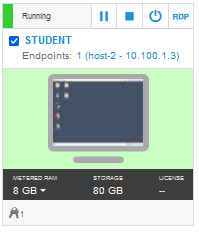 Running RDP
STUDENT
Endpoints: 1 (host-2 - 10.100.1.3)
METERED RAM STORAGE LICENSE
8 GB 80 GB --
1